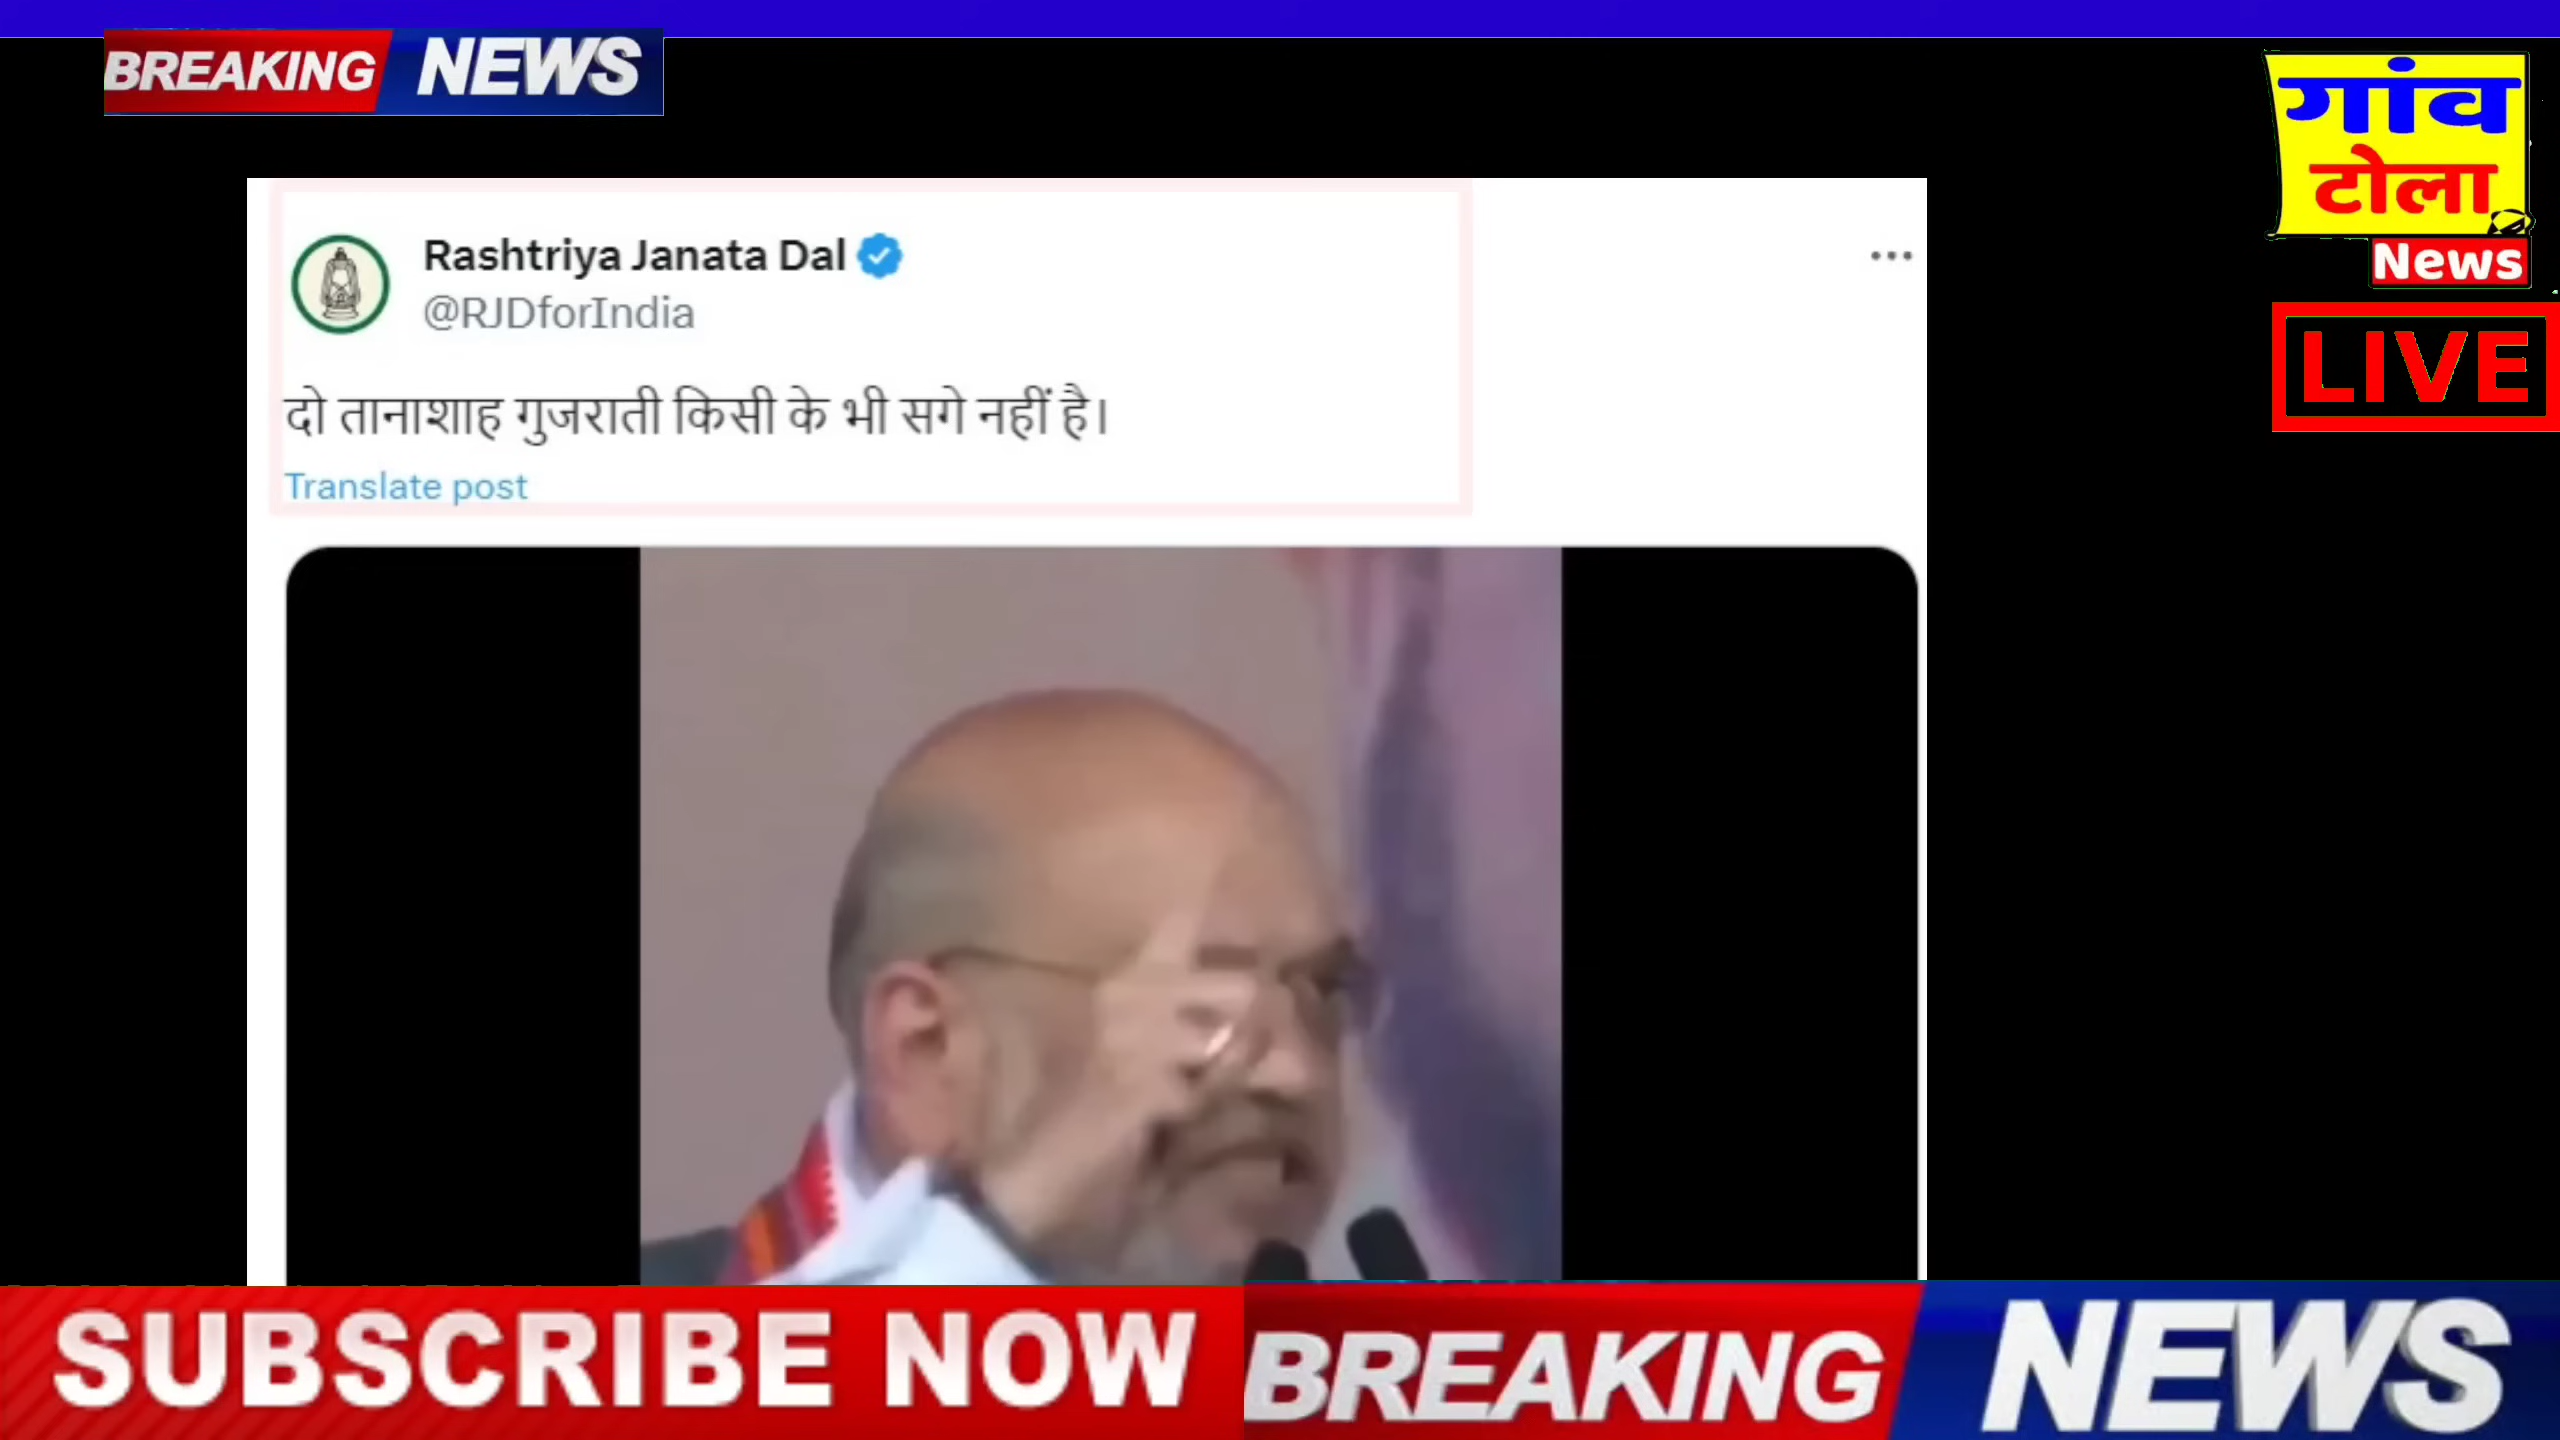 BREAKING NEWS
गांव
टोला
News
LIVE
Rashtriya Janata Dal
@RJDforIndia
दो तानाशाह गुजराती किसी के भी सगे नहीं है।
Translate post
SUBSCRIBE NOW
BREAKING NEWS